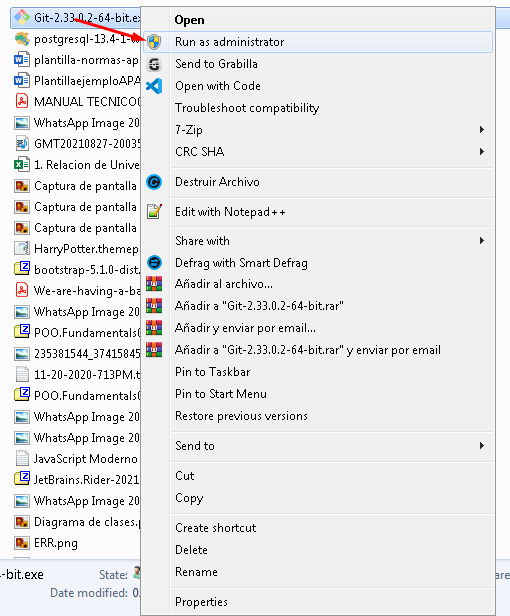 Git-2.33.0.2-64-bit.ex
postgresql-13.4-1-w
plantilla-normas-ap
PlantillaejemploAPA
MANUAL TECNICO
WhatsApp Image 20
GMT20210827-20035
1. Relacion de Unive
Captura de pantalla
Captura de pantalla
Captura de pantalla
HarryPotter.themep
bootstrap-5.1.0-dist.
We-are-having-a-ba
WhatsApp Image 20
POO.Fundamentals
235381544_37415845
11-20-2020-713PM.t
POO.Fundamentals
WhatsApp Image 20
WhatsApp Image 20
JavaScript Moderno
JetBrains.Rider-2021
WhatsApp Image 20
Diagrama de clases.p
ERR.png
Open
Run as administrator
Send to Grabilla
Open with Code
Troubleshoot compatibility
7-Zip
CRC SHA
Destruir Archivo
Edit with Notepad++
Share with
Defrag with Smart Defrag
Añadir al archivo...
Añadir a "Git-2.33.0.2-64-bit.rar"
Añadir y enviar por email...
Añadir a "Git-2.33.0.2-64-bit.rar" y enviar por email
Pin to Taskbar
Pin to Start Menu
Restore previous versions
Send to
Cut
Copy
Create shortcut
Delete
Rename
Properties
4-bit.exe
State:
are
Date modified: 0